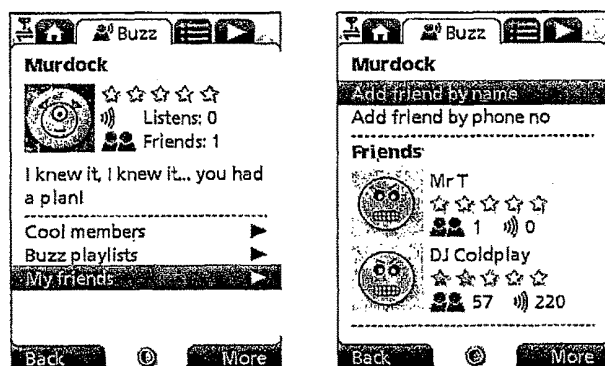 Buzz
Murdock
Listens: 0
Friends: 1
I knew it, I knew it... you had
a plan!
Cool members
Buzz playlists
My friends
Back More
Buzz
Murdock
Add friend by name
Add friend by phone no
Friends
Mr T
1 0
DJ Coldplay
57 220
Back More